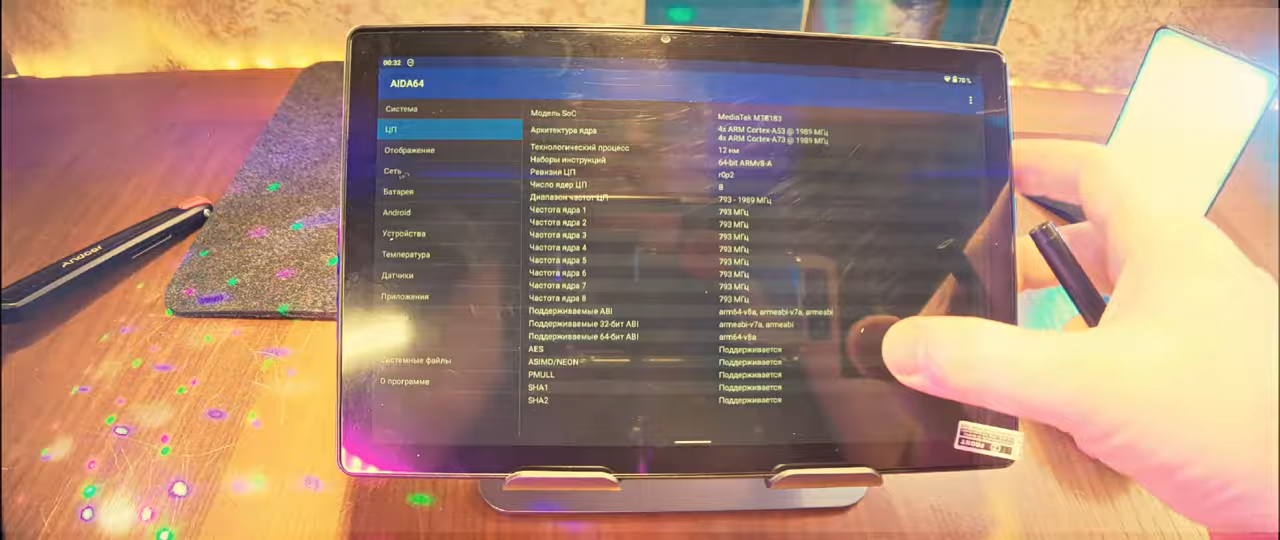 00:32
70%
AIDA64
Система
ЦП
Отображение
Сеть
Батарея
Android
Устройства
Температура
Датчики
Приложения
Системные файлы
О программе
Модель SoC MediaTek MT8183
Архитектура ядра 4x ARM Cortex-A53 @ 1989 МГц
4x ARM Cortex-A73 @ 1989 МГц
Технологический процесс 12 нм
Наборы инструкций 64-bit ARMv8-A
Ревизия ЦП r0p2
Число ядер ЦП 8
Диапазон частот ЦП 793 - 1989 МГц
Частота ядра 1 793 МГц
Частота ядра 2 793 МГц
Частота ядра 3 793 МГц
Частота ядра 4 793 МГц
Частота ядра 5 793 МГц
Частота ядра 6 793 МГц
Частота ядра 7 793 МГц
Частота ядра 8 793 МГц
Поддерживаемые ABI arm64-v8a, armeabi-v7a, armeabi
Поддерживаемые 32-бит ABI armeabi-v7a, armeabi
Поддерживаемые 64-бит ABI arm64-v8a
AES Поддерживается
ASIMD/NEON Поддерживается
PMULL Поддерживается
SHA1 Поддерживается
SHA2 Поддерживается
Andoer
FRONT